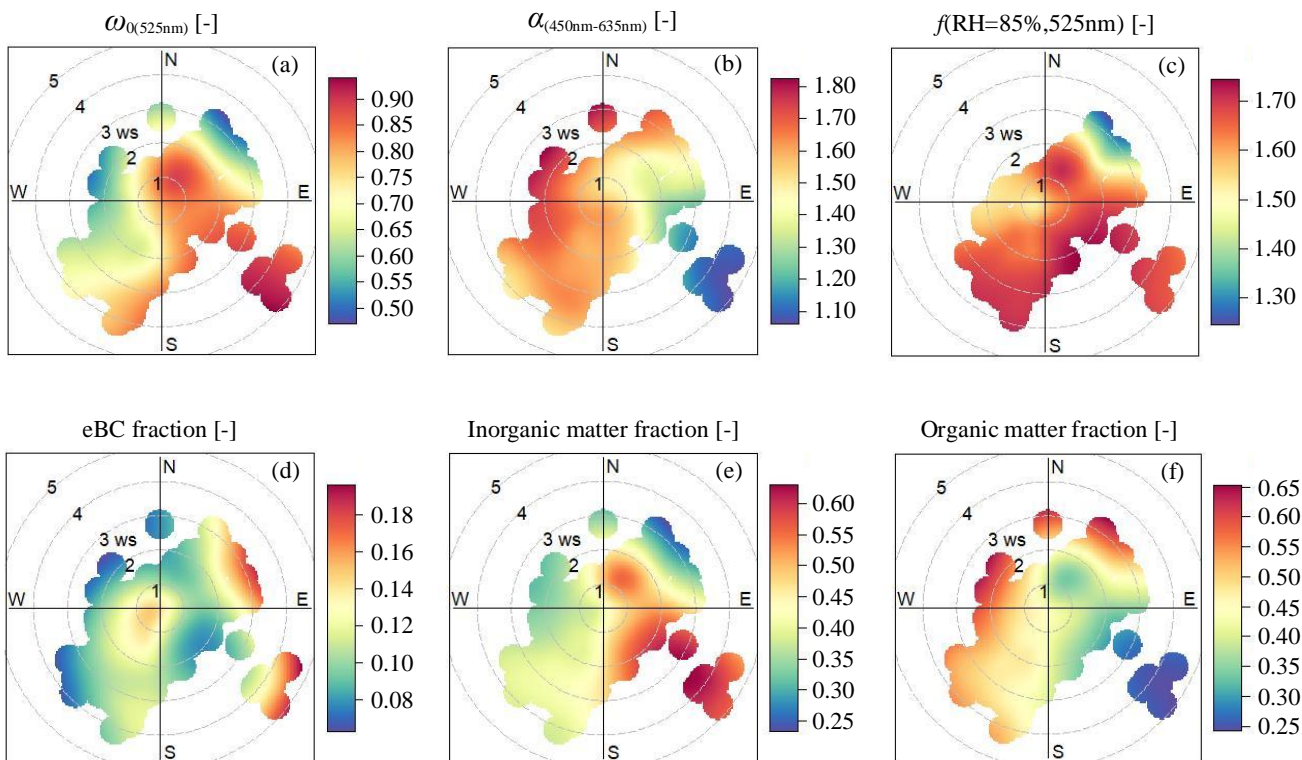 ω0(525nm) [-]
(a)
N
5
4
3 ws
2
1
W
E
S
0.90
0.85
0.80
0.75
0.70
0.65
0.60
0.55
0.50
α(450nm-635nm) [-]
(b)
N
5
4
3 ws
2
1
W
E
S
1.80
1.70
1.60
1.50
1.40
1.30
1.20
1.10
f(RH=85%,525nm) [-]
(c)
N
5
4
3 ws
2
1
W
E
S
1.70
1.60
1.50
1.40
1.30
eBC fraction [-]
(d)
N
5
4
3 ws
2
1
W
E
S
0.18
0.16
0.14
0.12
0.10
0.08
Inorganic matter fraction [-]
(e)
N
5
4
3 ws
2
1
W
E
S
0.60
0.55
0.50
0.45
0.40
0.35
0.30
0.25
Organic matter fraction [-]
(f)
N
5
4
3 ws
2
1
W
E
S
0.65
0.60
0.55
0.50
0.45
0.40
0.35
0.30
0.25